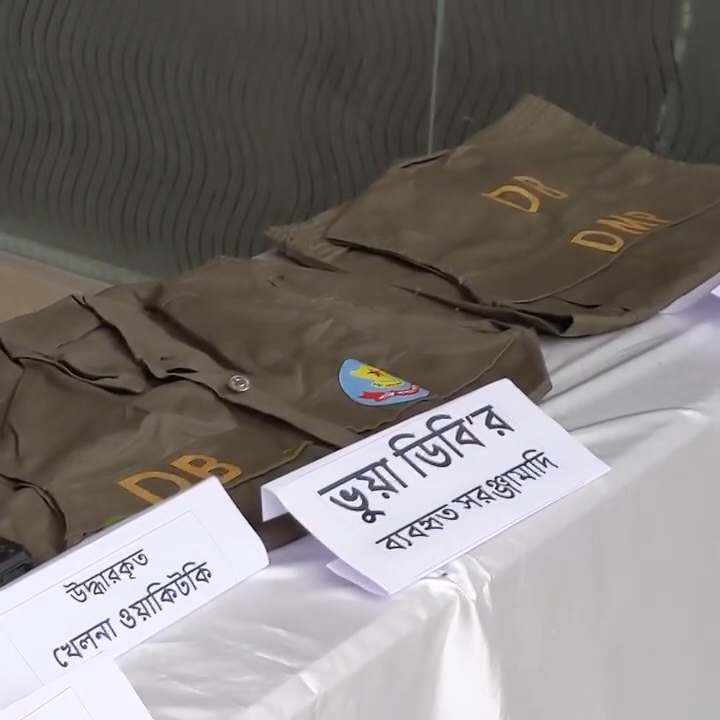 DB
DMP
DB
ভুয়া ডিবি'র
ব্যবহৃত সরঞ্জামাদি
উদ্ধারকৃত
খেলনা ওয়াকিটকি